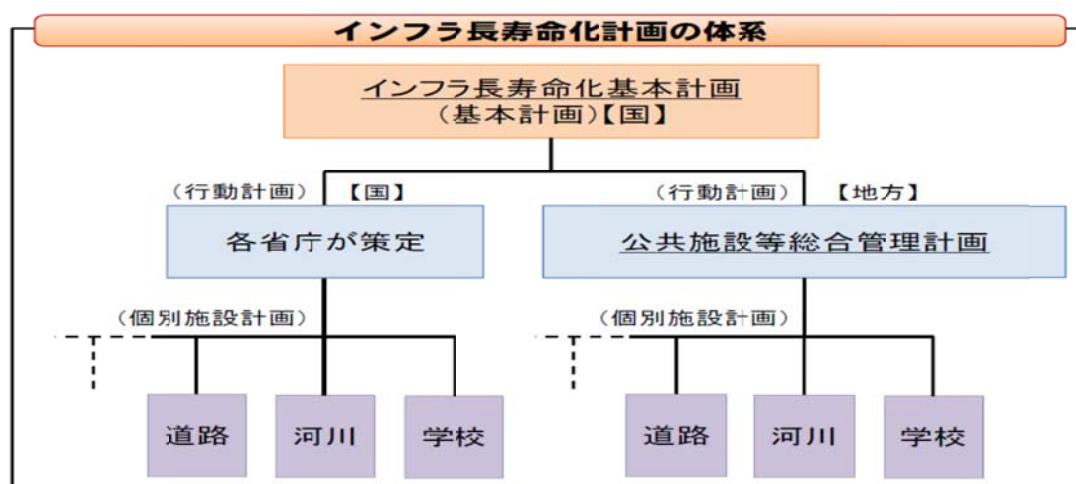 インフラ長寿命化計画の体系
インフラ長寿命化基本計画
(基本計画)【国】
(行動計画) 【国】
各省庁が策定
(行動計画) 【地方】
公共施設等総合管理計画
(個別施設計画)
道路 河川 学校
(個別施設計画)
道路 河川 学校